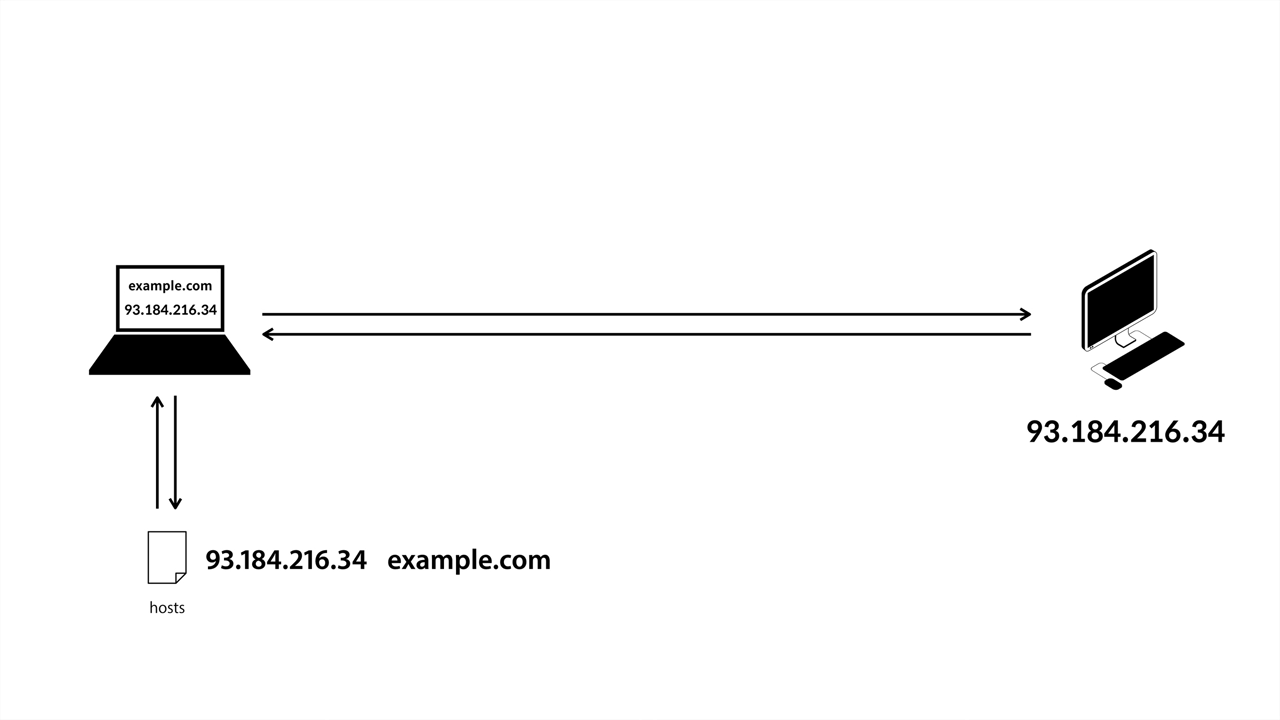 example.com
93.184.216.34
93.184.216.34
93.184.216.34 example.com
hosts